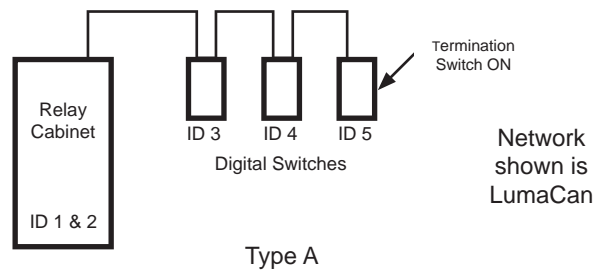 Termination
Switch ON
Relay
Cabinet
ID 3
ID 4
ID 5
Digital Switches
Network
shown is
LumaCan
ID 1 & 2
Type A